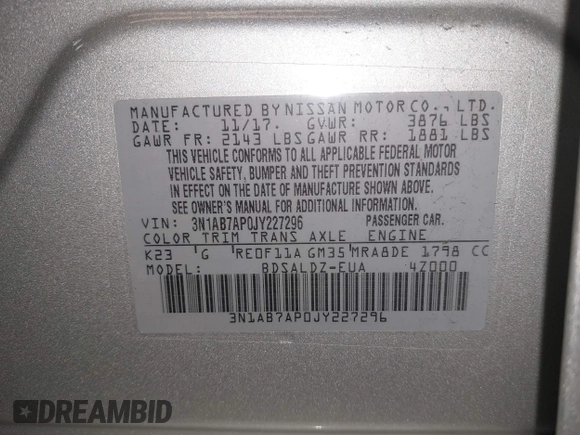 MANUFACTURED BY NISSAN MOTOR CO., LTD.
DATE: 11/17. GVWR: 3876 LBS
GAWR FR: 2143 LBS GAWR RR: 1881 LBS
THIS VEHICLE CONFORMS TO ALL APPLICABLE FEDERAL MOTOR
VEHICLE SAFETY, BUMPER AND THEFT PREVENTION STANDARDS
IN EFFECT ON THE DATE OF MANUFACTURE SHOWN ABOVE.
SEE OWNER'S MANUAL FOR ADDITIONAL INFORMATION.
VIN: 3N1AB7AP0JY227296 PASSENGER CAR.
COLOR TRIM TRANS AXLE ENGINE
K23 G RE0F11A GM35 MRA8DE 1798 CC
MODEL: BDSALDZ-EUA 4Z000
3N1AB7AP0JY227296
DREAMBID